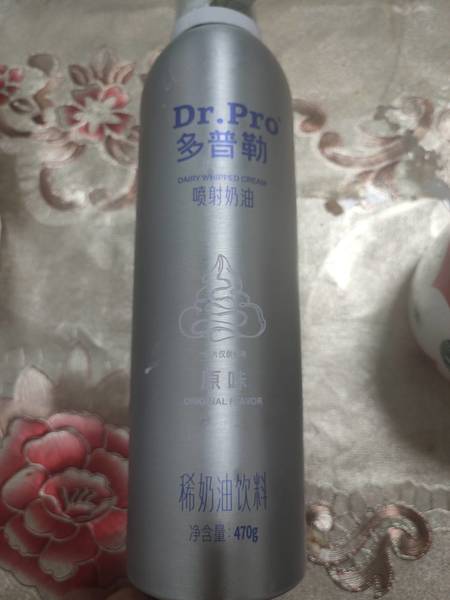 Dr.Pro
多普勒
DAIRY WHIPPED CREAM
喷射奶油
原味
ORIGINAL FLAVOR
稀奶油饮料
净含量:470g